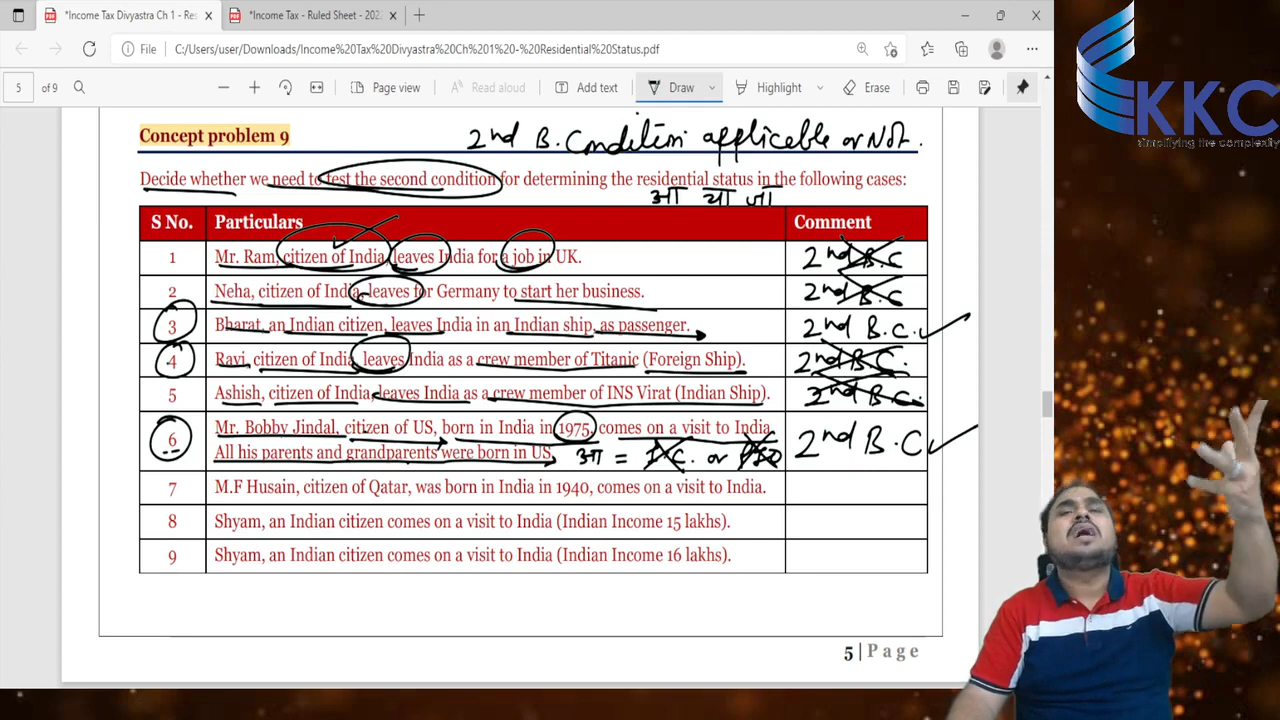 *Income Tax Divyastra Ch 1 - Res
*Income Tax - Ruled Sheet - 202
File
C:/Users/user/Downloads/Income%20Tax%20Divyastra%20Ch%201%20-%20Residential%20Status.pdf
5 of 9
Page view
Read aloud
Add text
Draw
Highlight
Erase
KKC
simplifying the complexity
Concept problem 9
2nd B. Condition applicable or Not.
Decide whether we need to test the second condition for determining the residential status in the following cases:
आ या जा
S No. Particulars Comment
1 Mr. Ram, citizen of India, leaves India for a job in UK. 2nd B.C
2 Neha, citizen of India, leaves for Germany to start her business. 2nd B.C
3 Bharat, an Indian citizen, leaves India in an Indian ship, as passenger. 2nd B.C.
4 Ravi, citizen of India, leaves India as a crew member of Titanic (Foreign Ship). 2nd B.C.
5 Ashish, citizen of India, leaves India as a crew member of INS Virat (Indian Ship). 2nd B.C.
6 Mr. Bobby Jindal, citizen of US, born in India in 1975, comes on a visit to India. 2nd B.C
All his parents and grandparents were born in US. आ = I.C. or PIO
7 M.F Husain, citizen of Qatar, was born in India in 1940, comes on a visit to India.
8 Shyam, an Indian citizen comes on a visit to India (Indian Income 15 lakhs).
9 Shyam, an Indian citizen comes on a visit to India (Indian Income 16 lakhs).
5 | Page